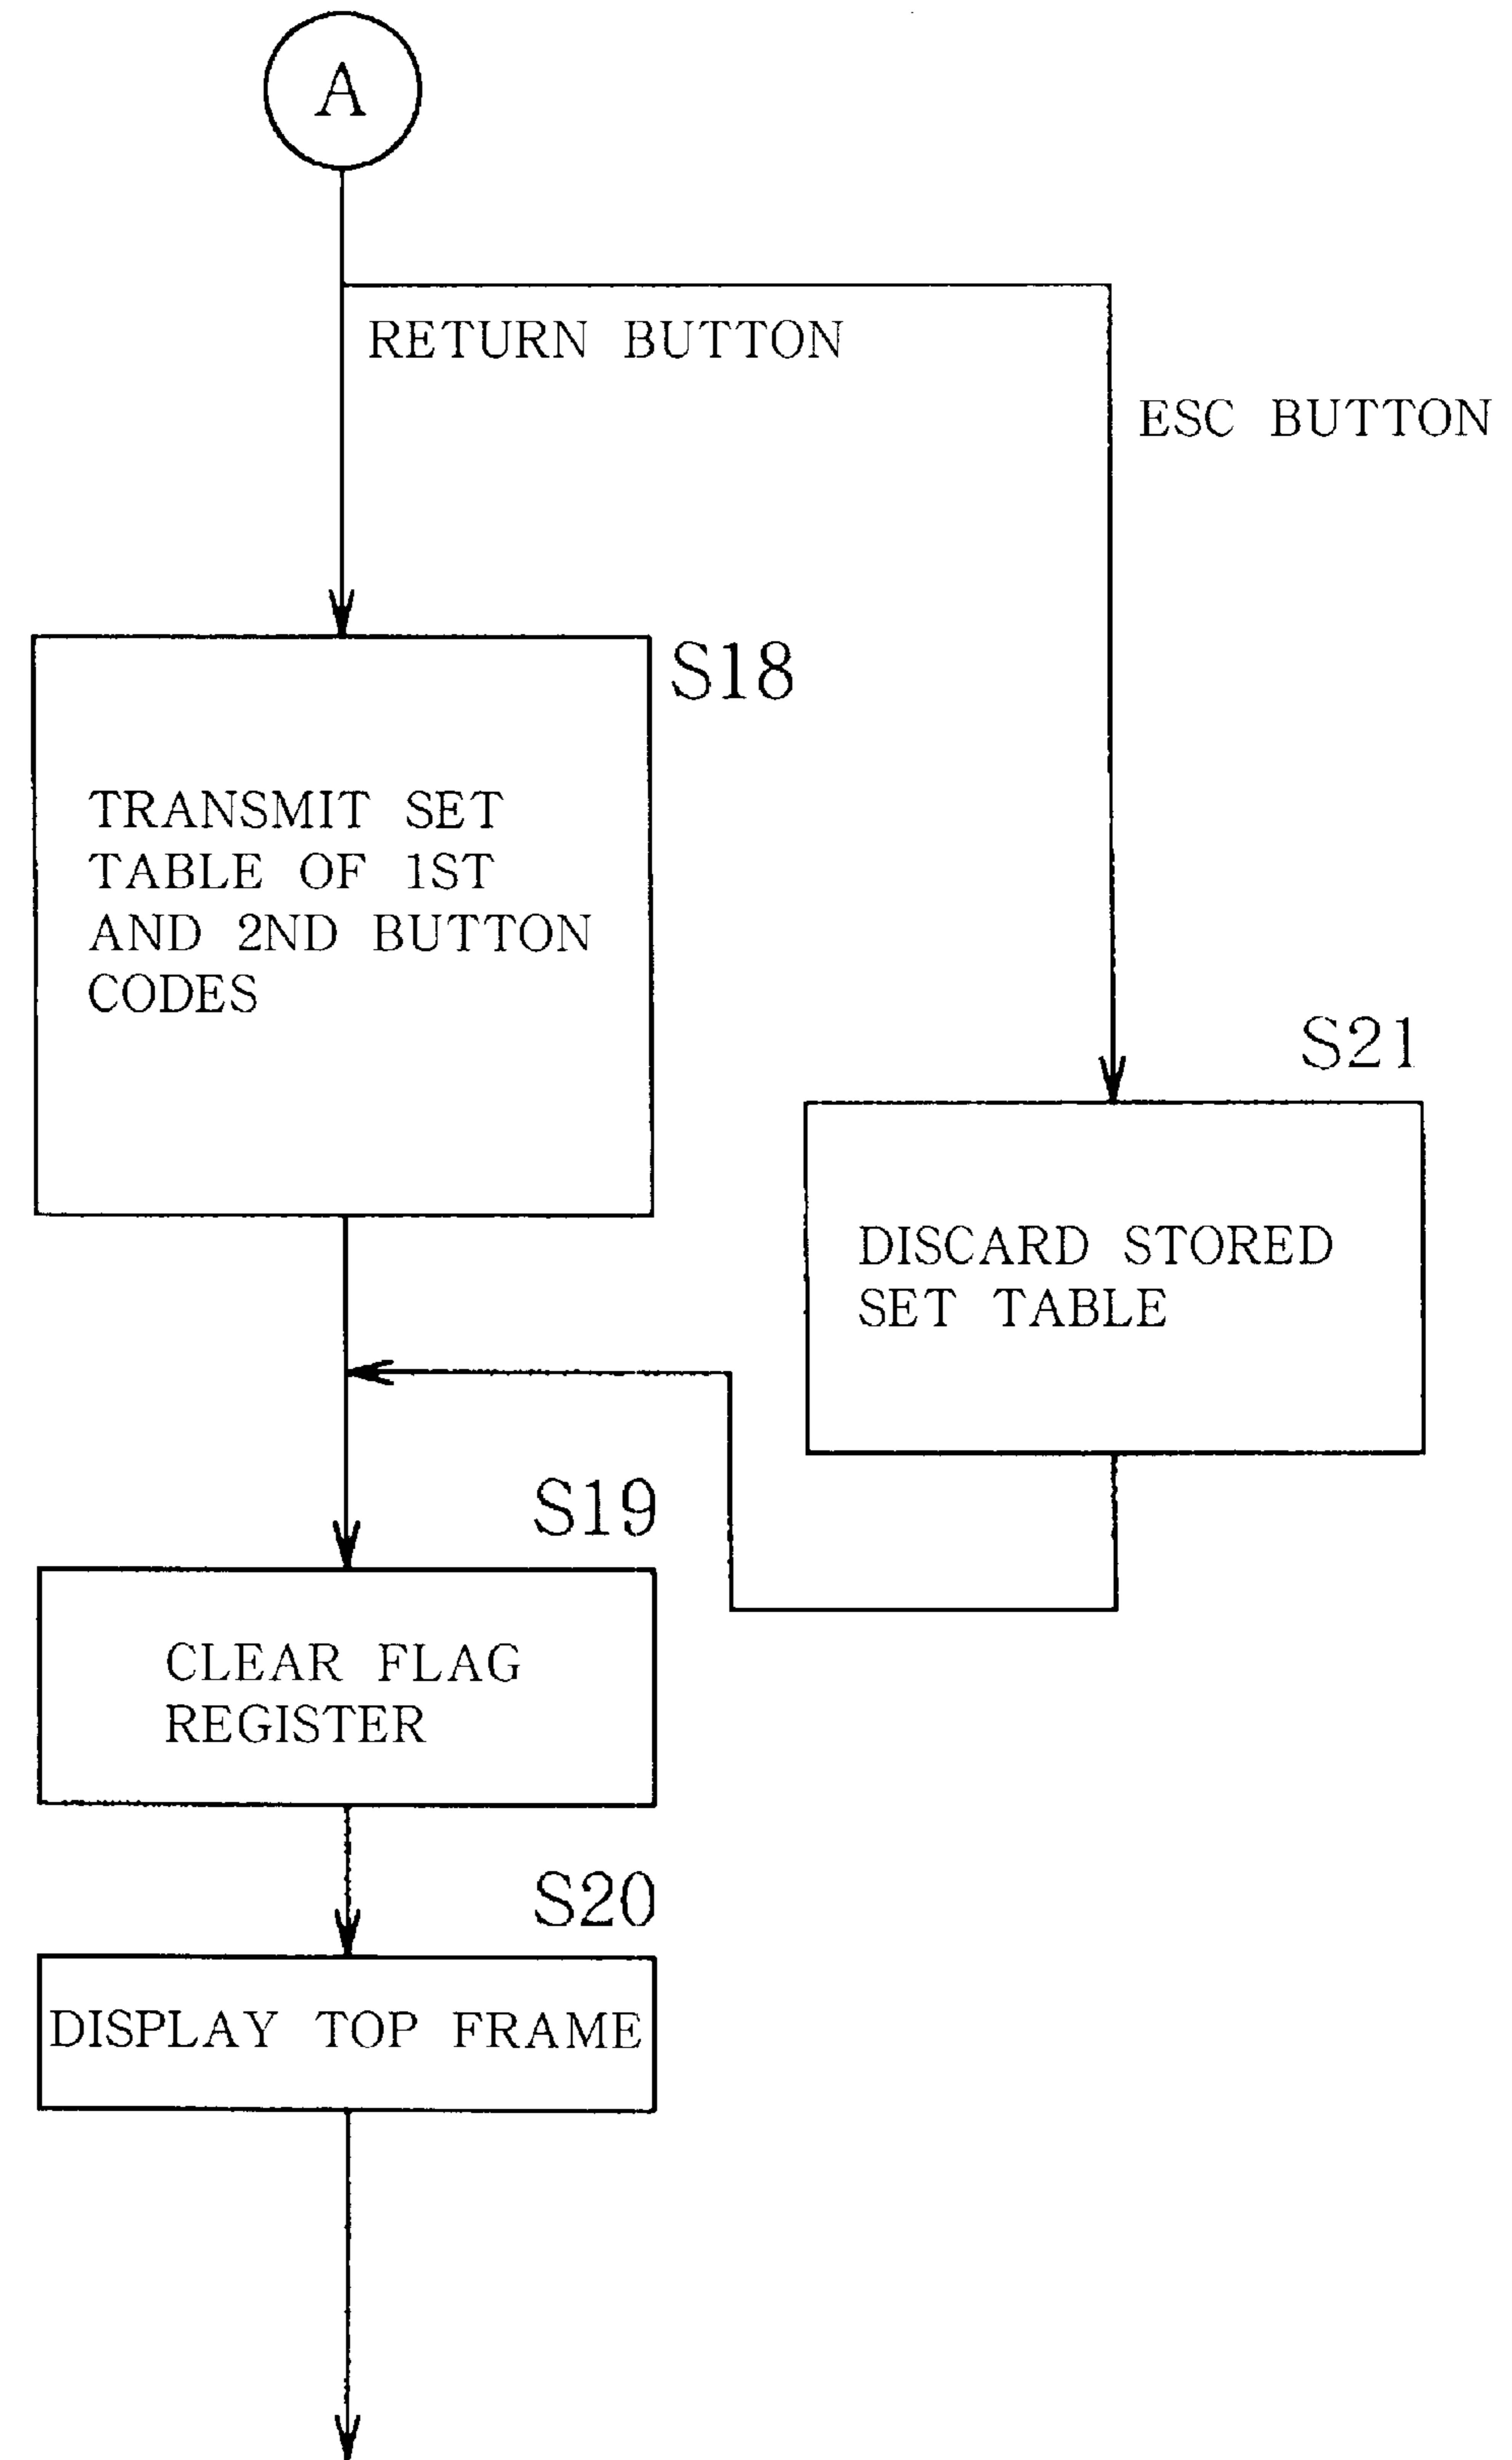 A
RETURN BUTTON
ESC BUTTON
S18
TRANSMIT SET
TABLE OF 1ST
AND 2ND BUTTON
CODES
S21
DISCARD STORED
SET TABLE
S19
CLEAR FLAG
REGISTER
S20
DISPLAY TOP FRAME